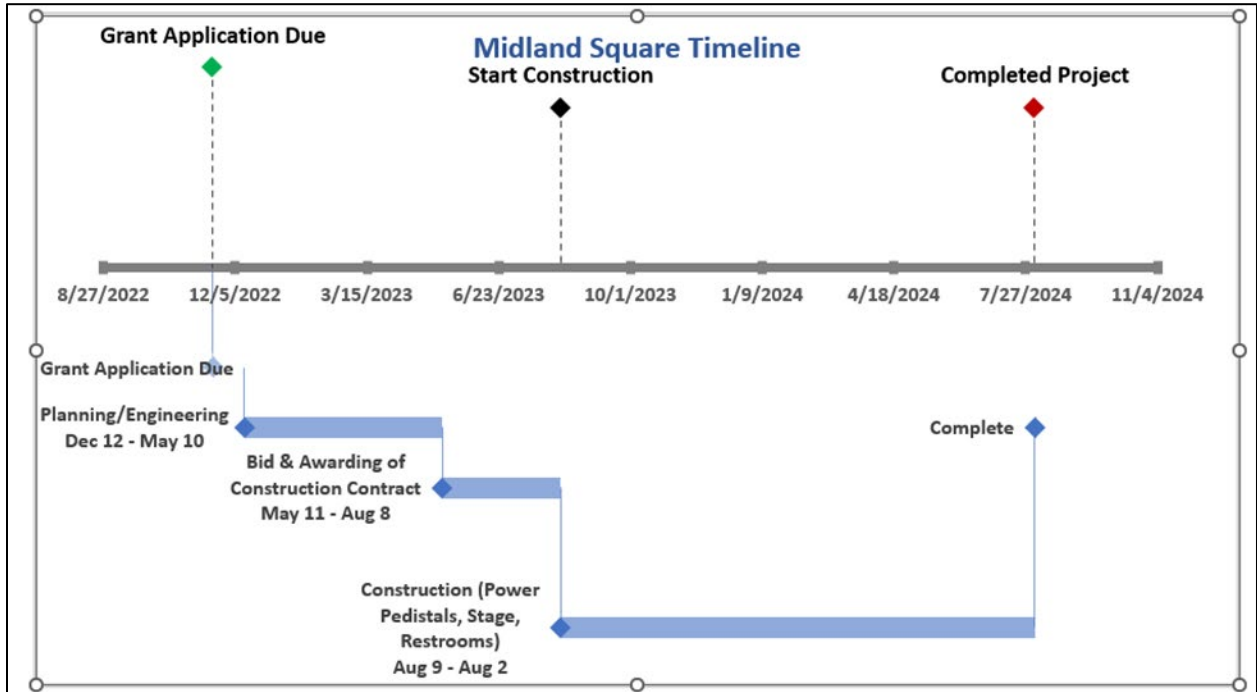 Grant Application Due
Midland Square Timeline
Start Construction
Completed Project
8/27/2022
12/5/2022
3/15/2023
6/23/2023
10/1/2023
1/9/2024
4/18/2024
7/27/2024
11/4/2024
Grant Application Due
Planning/Engineering
Dec 12 - May 10
Complete
Bid & Awarding of
Construction Contract
May 11 - Aug 8
Construction (Power
Pedistals, Stage,
Restrooms)
Aug 9 - Aug 2